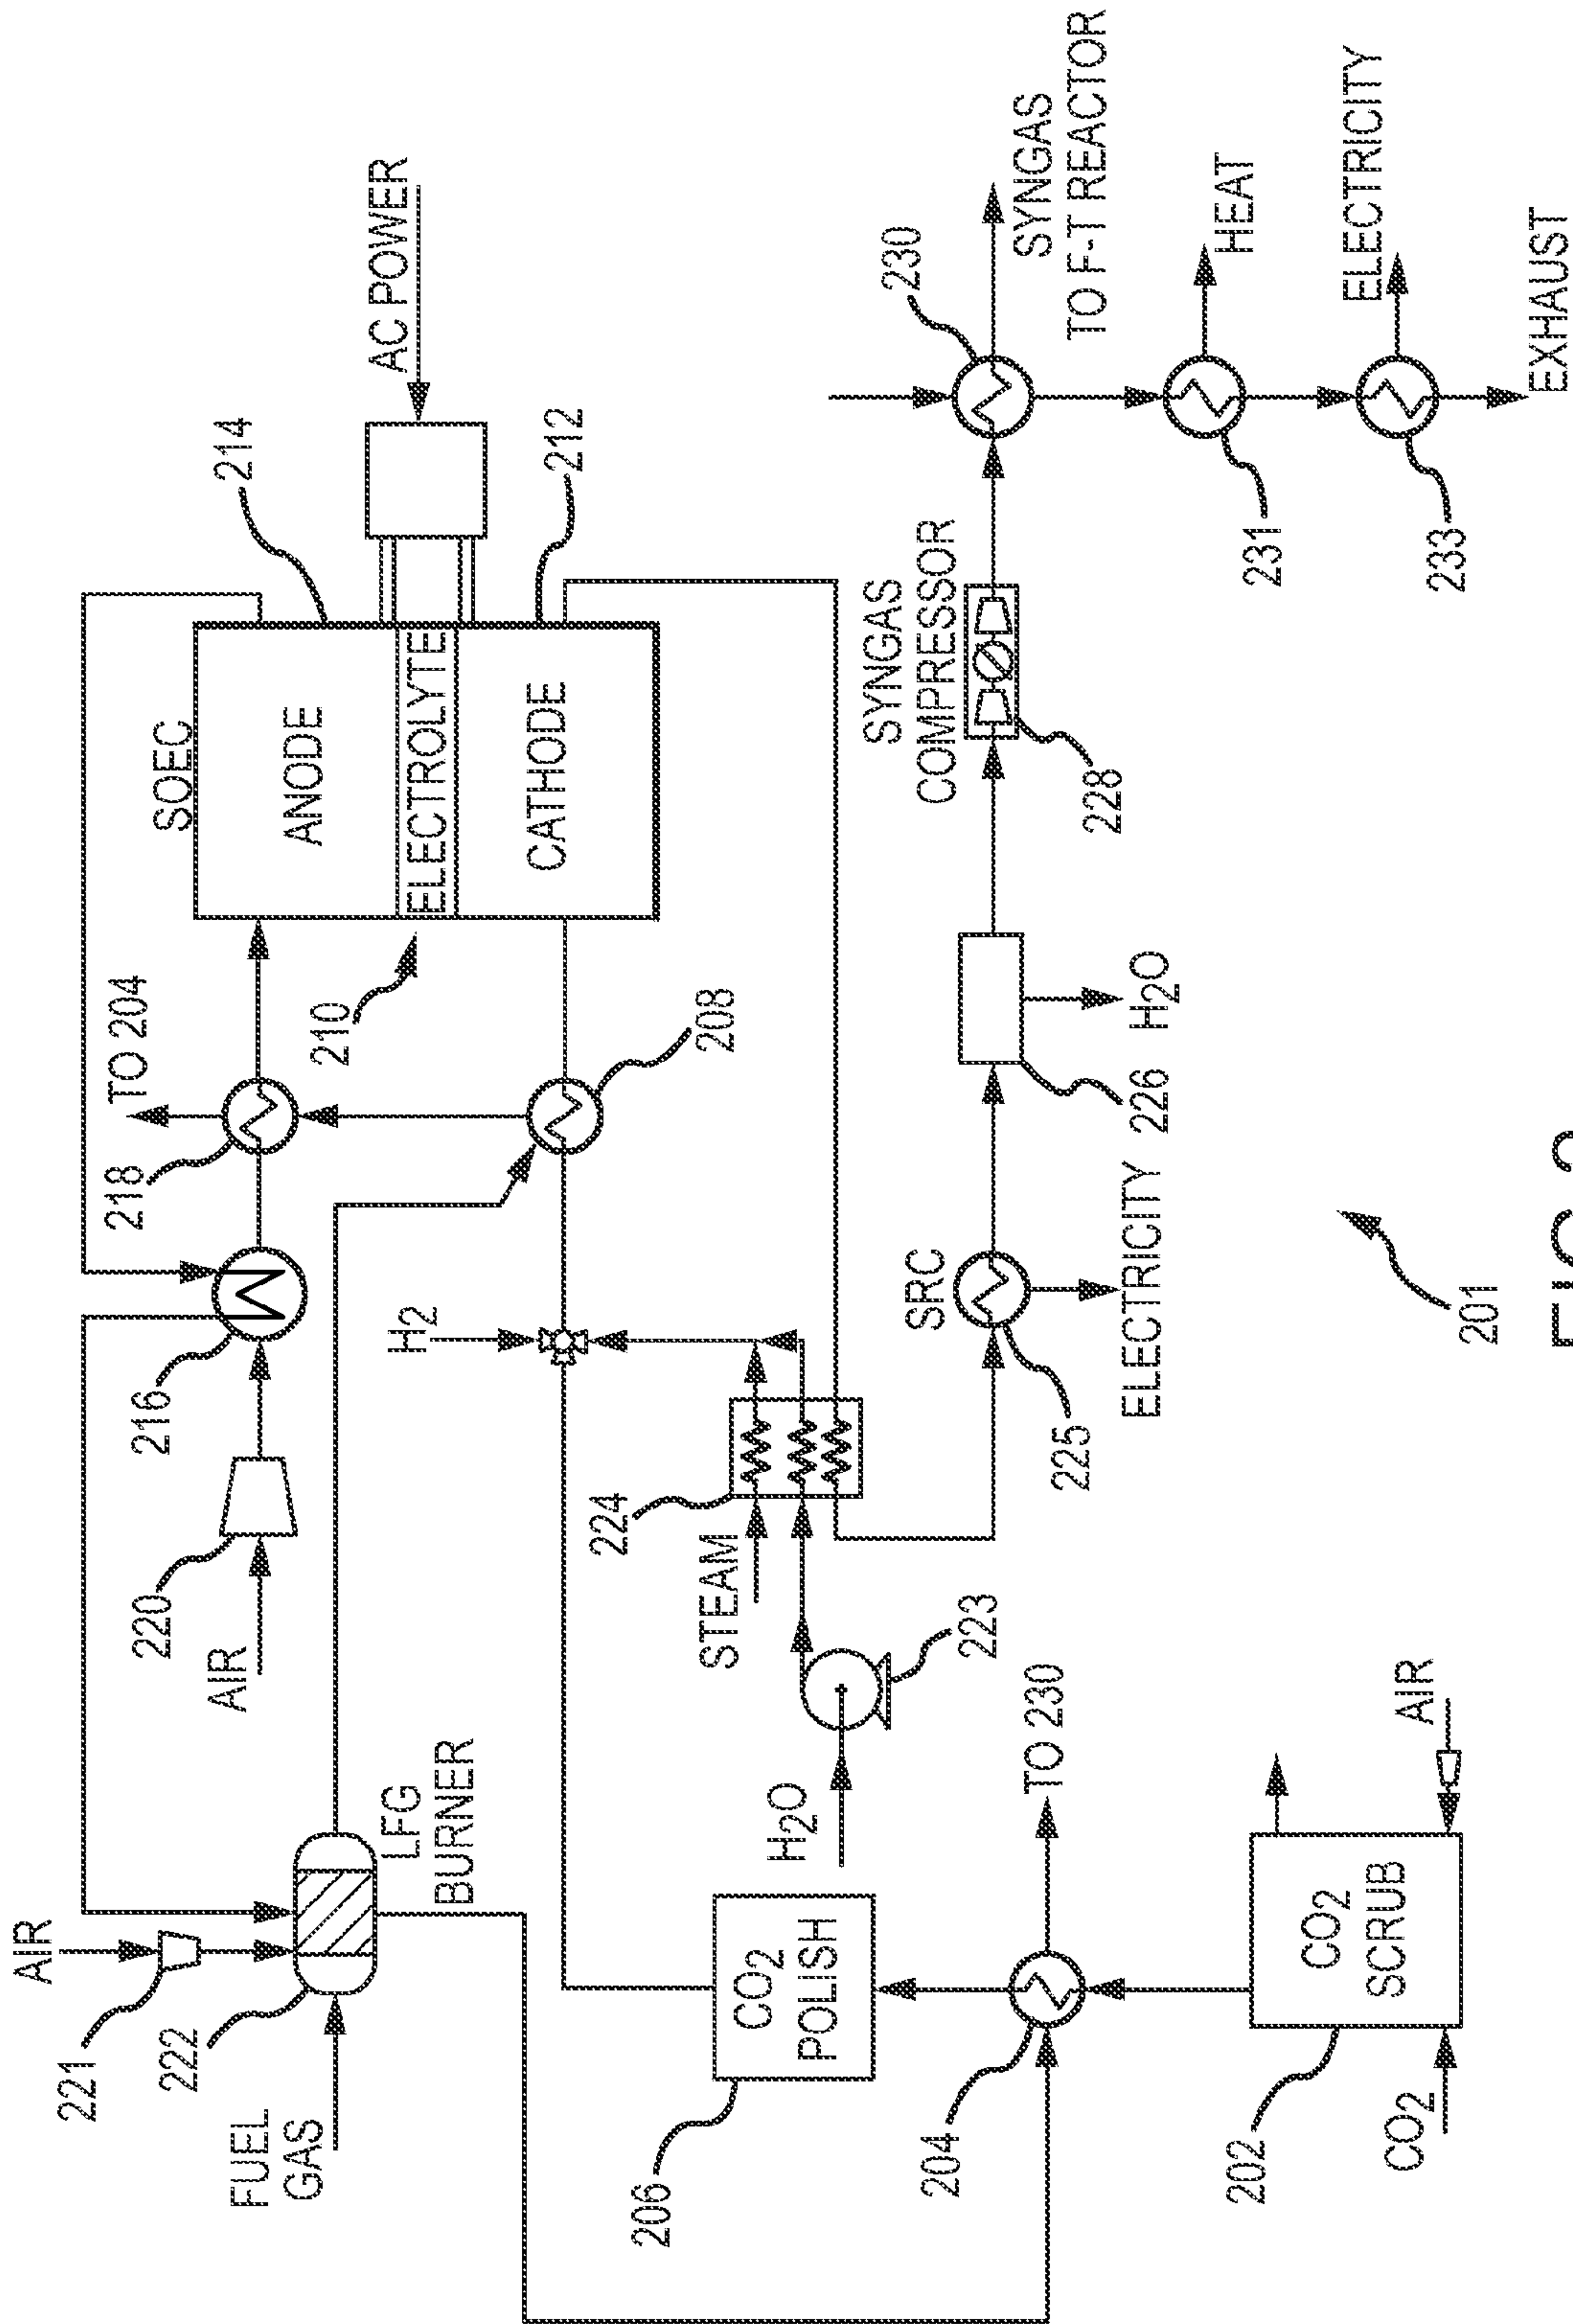 AIR
221
222
FUEL
GAS
LFG
BURNER
AIR
220
216
218
TO 204
SOEC
ANODE
214
ELECTROLYTE
CATHODE
212
AC POWER
210
208
H2
224
STEAM
H2O
223
206
CO2
POLISH
204
TO 230
202
CO2
CO2
SCRUB
AIR
SRC
225
ELECTRICITY
226
H2O
SYNGAS
COMPRESSOR
228
230
SYNGAS
TO F-T REACTOR
231
HEAT
233
ELECTRICITY
EXHAUST
201